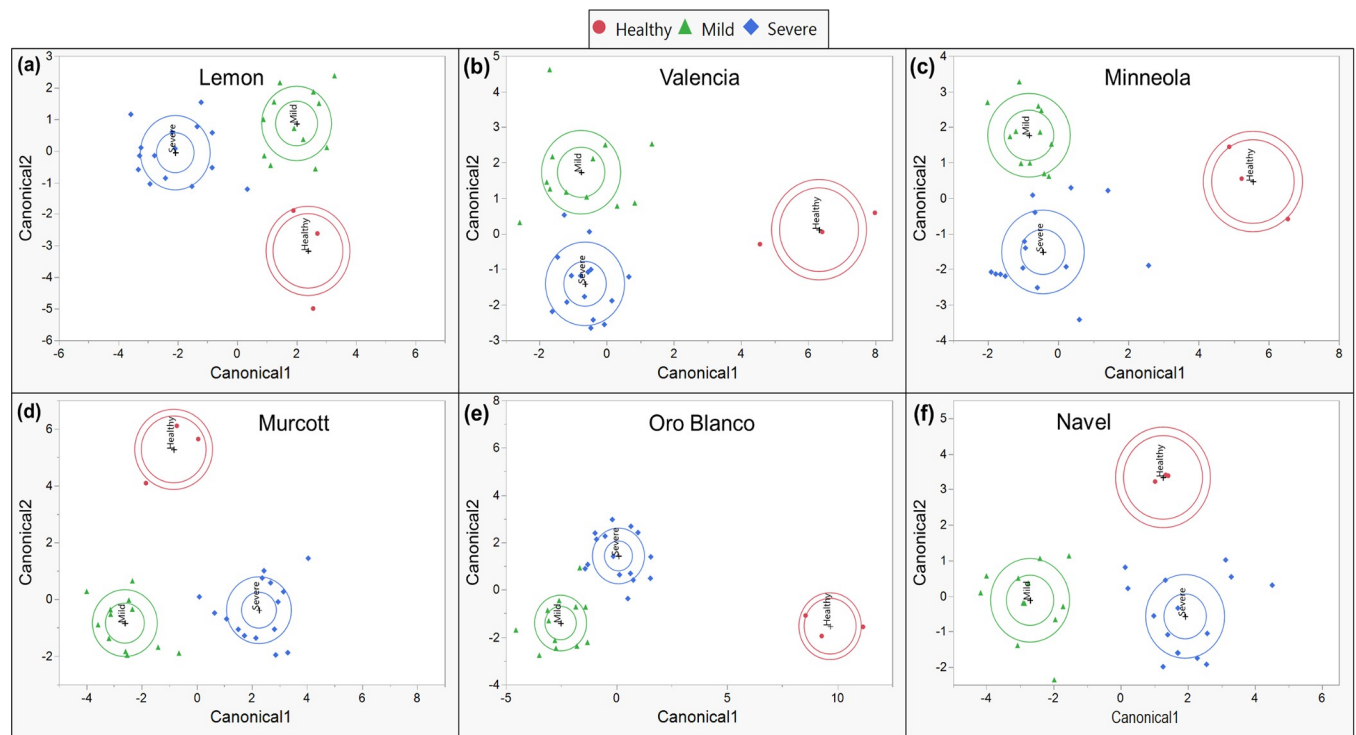 Healthy Mild Severe
(a) Lemon
3
2
1
0
-1
-2
-3
-4
-5
-6
Canonical2
Severe
Mild
Healthy
-6 -4 -2 0 2 4 6
Canonical1
(b) Valencia
5
4
3
2
1
0
-1
-2
-3
Canonical2
Mild
Healthy
Severe
-2 0 2 4 6 8
Canonical1
(c) Minneola
4
3
2
1
0
-1
-2
-3
-4
Canonical2
Mild
Healthy
Severe
-2 0 2 4 6 8
Canonical1
(d) Murcott
6
4
2
0
-2
Canonical2
Healthy
Mild
Severe
-4 -2 0 2 4 6 8
Canonical1
(e) Oro Blanco
8
6
4
2
0
-2
-4
Canonical2
Severe
Mild
Healthy
-5 0 5 10
Canonical1
(f) Navel
5
4
3
2
1
0
-1
-2
Canonical2
Healthy
Mild
Severe
-4 -2 0 2 4 6
Canonical1